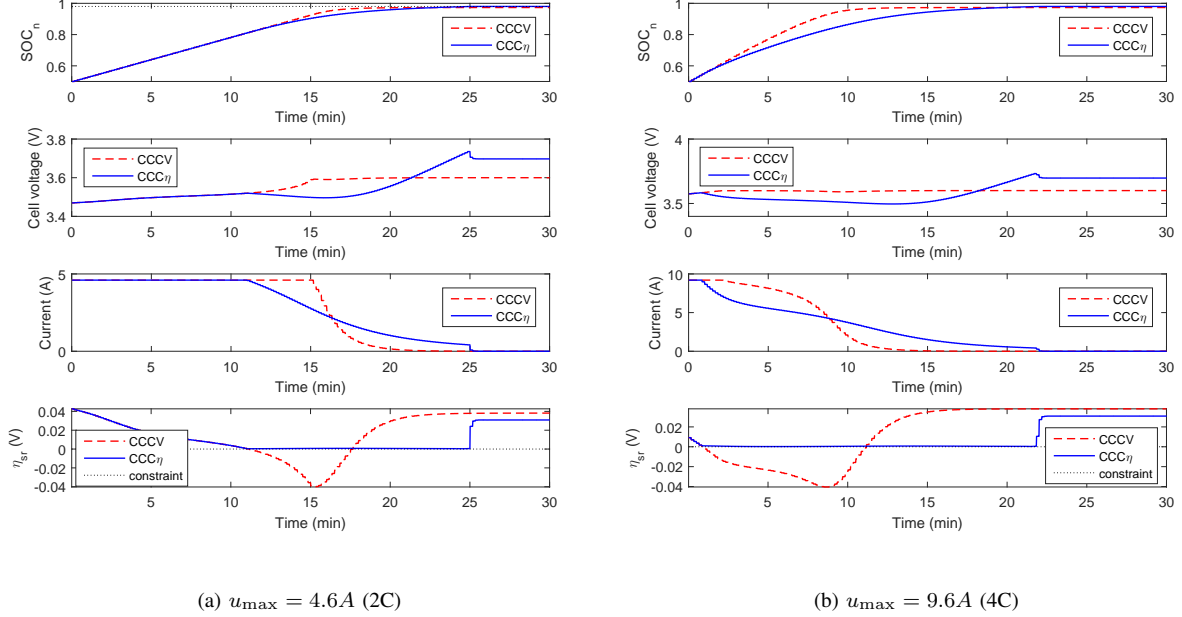 1
0.8
0.6
SOC_n
CCCV
CCCη
0 5 10 15 20 25 30
Time (min)
3.8
3.6
3.4
Cell voltage (V)
CCCV
CCCη
0 5 10 15 20 25 30
Time (min)
5
0
Current (A)
CCCV
CCCη
0 5 10 15 20 25 30
Time (min)
0.04
0.02
0
-0.02
-0.04
η_sr (V)
CCCV
CCCη
constraint
0 5 10 15 20 25 30
Time (min)
(a) u_max = 4.6A (2C)
1
0.8
0.6
SOC_n
CCCV
CCCη
0 5 10 15 20 25 30
Time (min)
4
3.5
Cell voltage (V)
CCCV
CCCη
0 5 10 15 20 25 30
Time (min)
10
5
0
Current (A)
CCCV
CCCη
0 5 10 15 20 25 30
Time (min)
0.02
0
-0.02
-0.04
η_sr (V)
CCCV
CCCη
constraint
5 10 15 20 25 30
Time (min)
(b) u_max = 9.6A (4C)